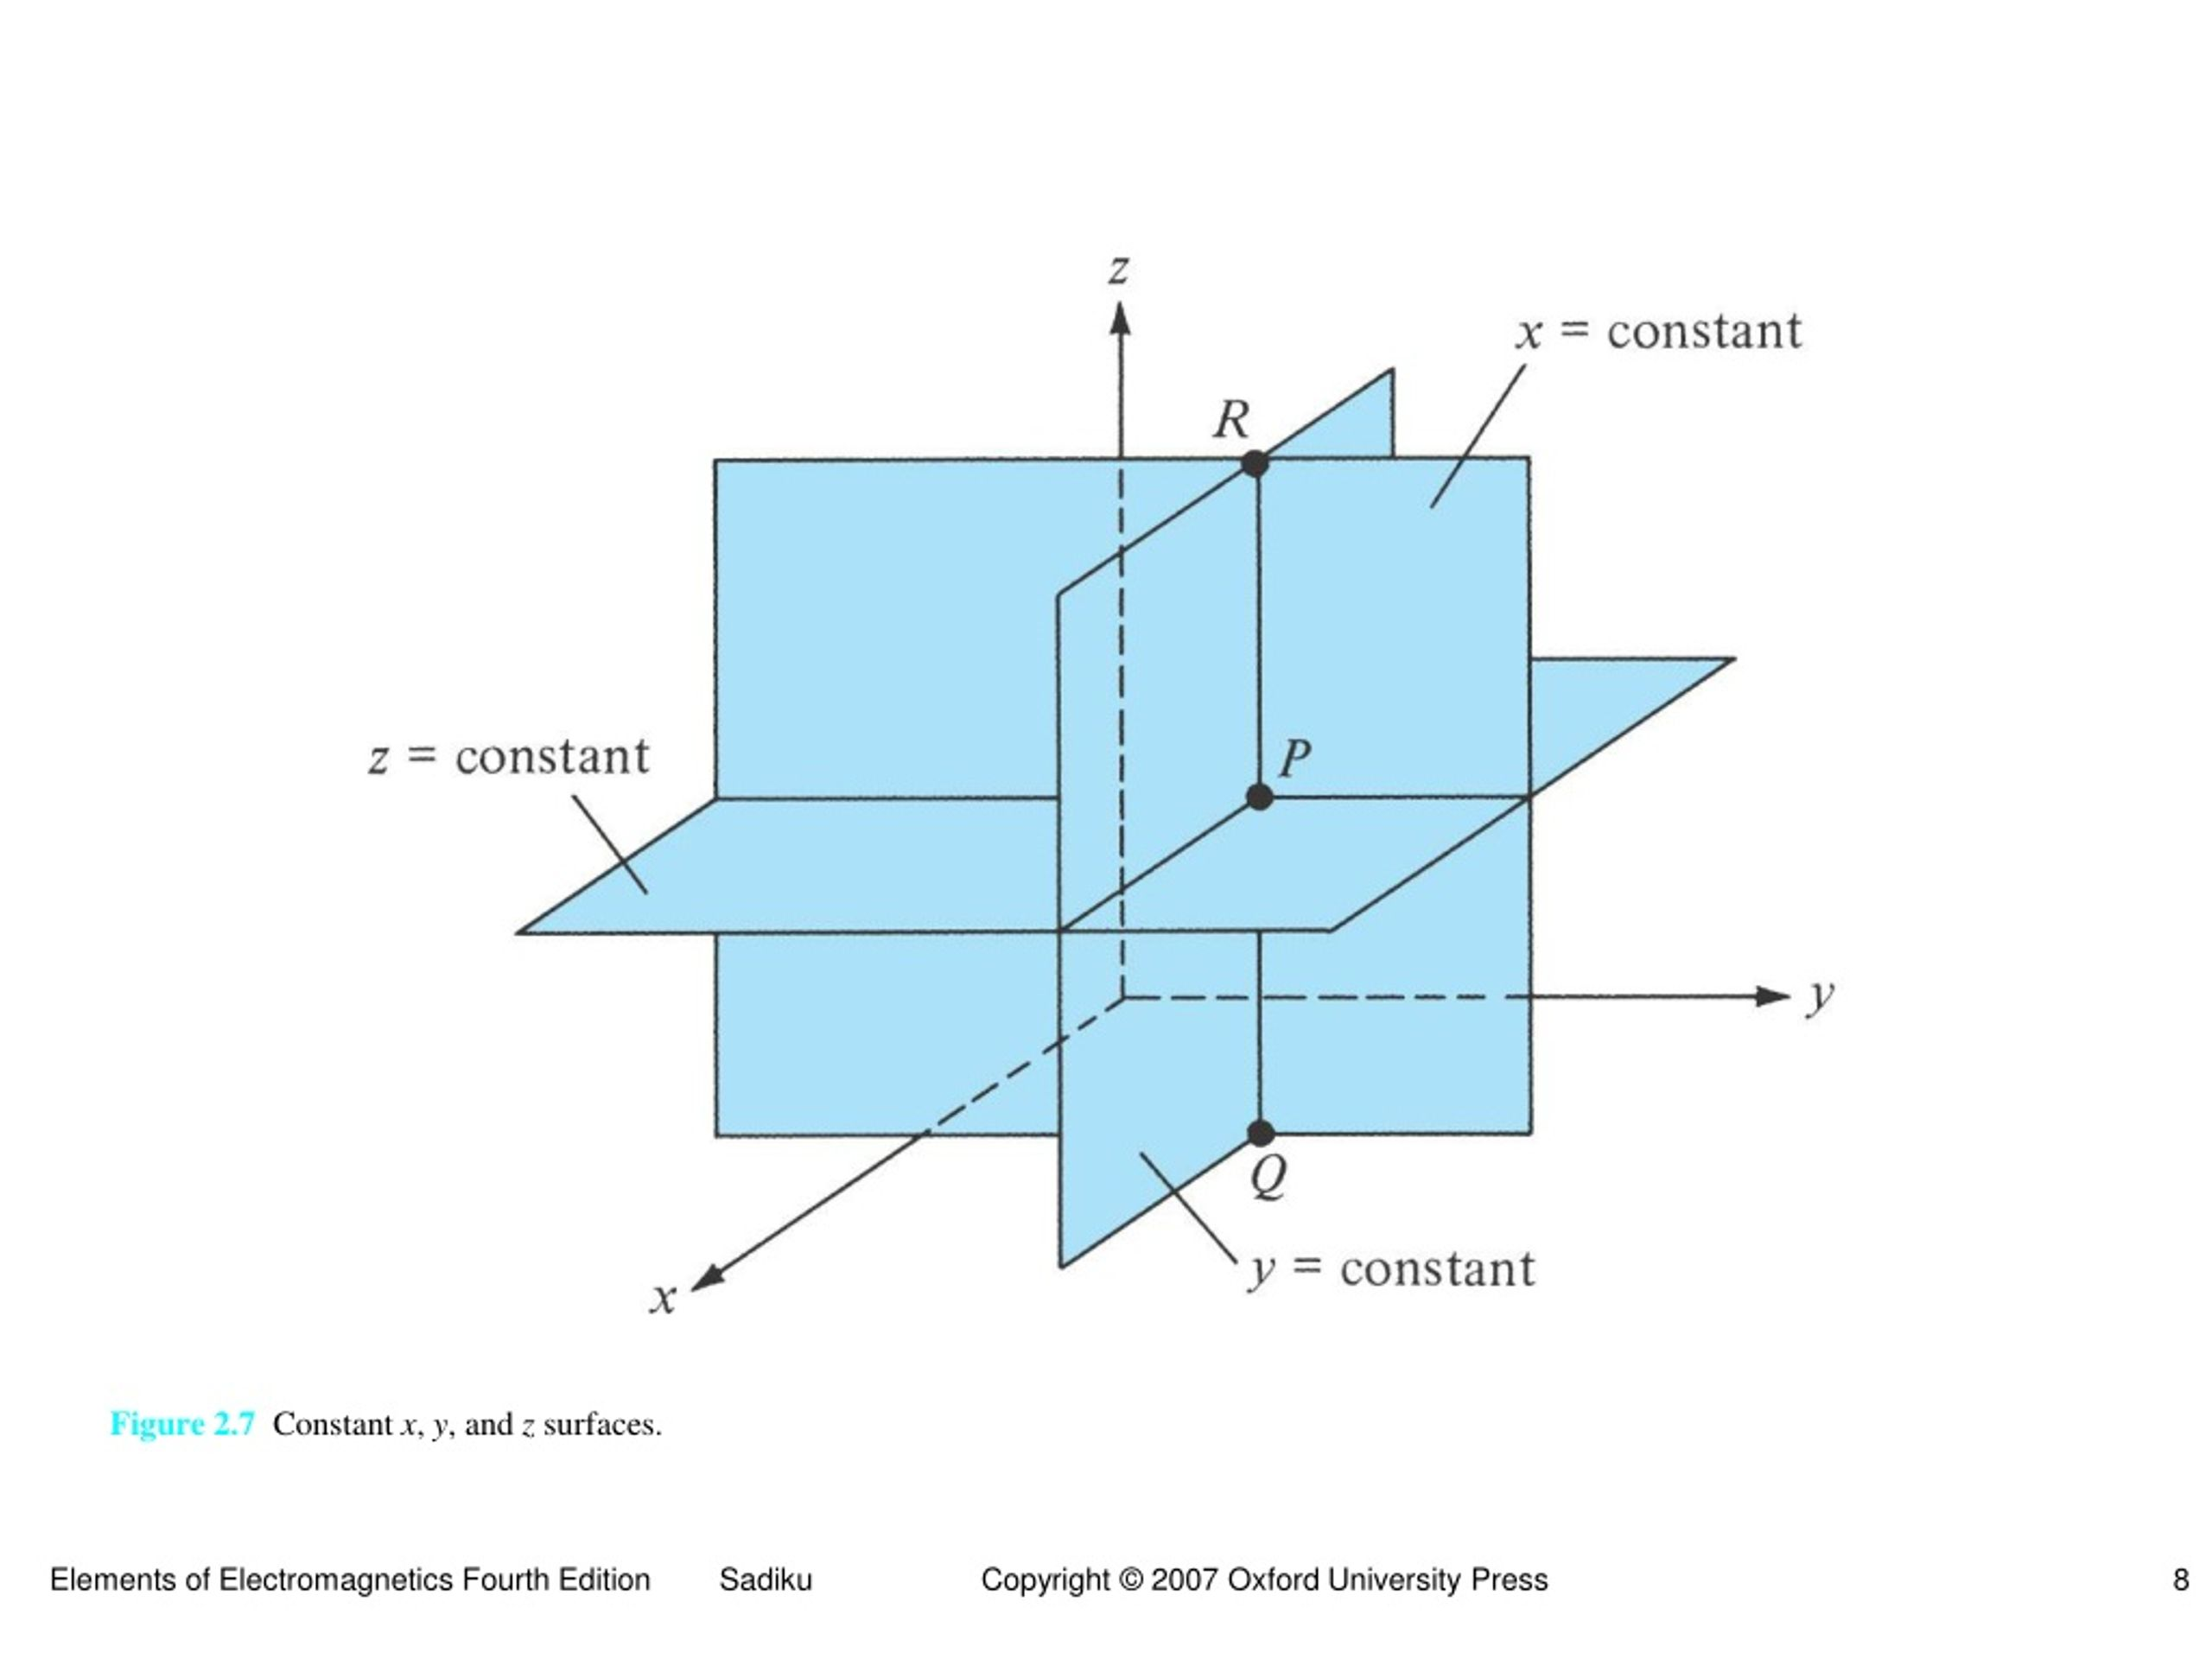 z
x = constant
R
P
z = constant
y
Q
y = constant
x
Figure 2.7 Constant x, y, and z surfaces.
Elements of Electromagnetics Fourth Edition Sadiku Copyright © 2007 Oxford University Press 8